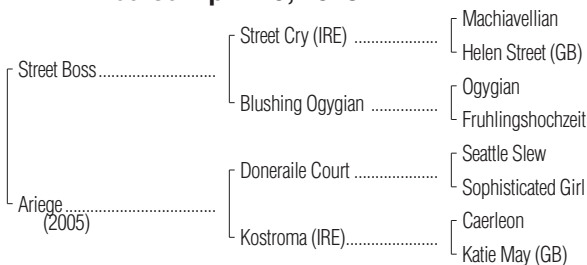 Machiavellian
Street Cry (IRE) ..................
Helen Street (GB)
Street Boss..........................
Ogygian
Blushing Ogygian ................
Fruhlingshochzeit
Seattle Slew
Doneraile Court ...................
Sophisticated Girl
Ariege..................................
(2005)
Caerleon
Kostroma (IRE)....................
Katie May (GB)